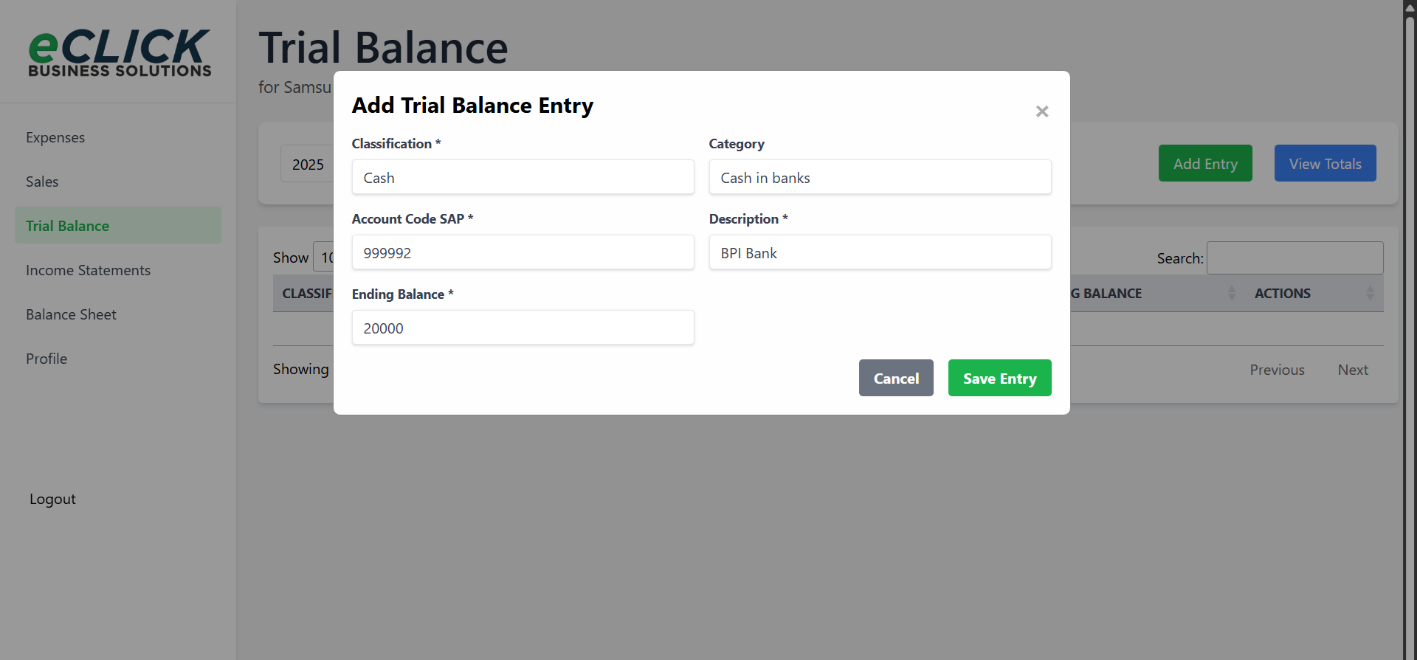 eCLICK
BUSINESS SOLUTIONS
Expenses
Sales
Trial Balance
Income Statements
Balance Sheet
Profile
Logout
Trial Balance
for Samsu
2025
Add Entry
View Totals
Show 10
Search:
CLASSIF
G BALANCE
ACTIONS
Showing
Previous
Next
Add Trial Balance Entry
×
Classification *
Category
Cash
Cash in banks
Account Code SAP *
Description *
999992
BPI Bank
Ending Balance *
20000
Cancel
Save Entry